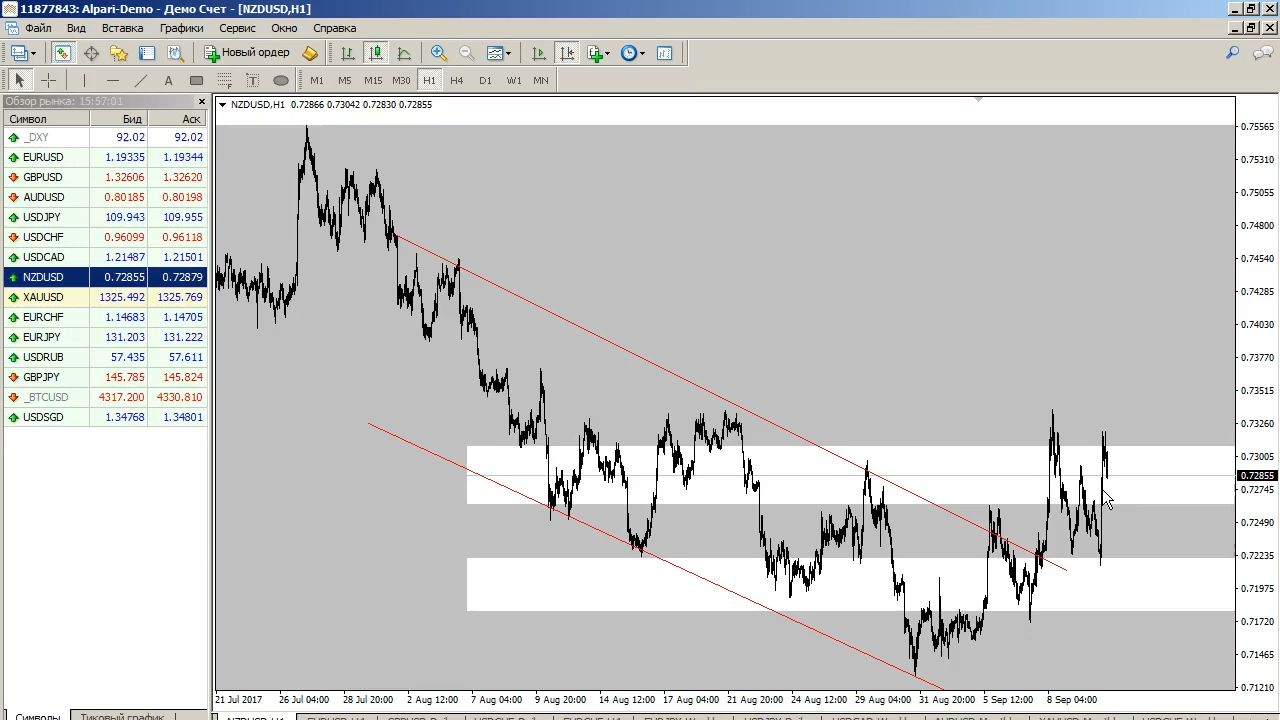 11877843: Alpari-Demo - Демо Счет - [NZDUSD,H1]
Файл Вид Вставка Графики Сервис Окно Справка
Новый ордер
A T M1 M5 M15 M30 H1 H4 D1 W1 MN
Обзор рынка: 15:57:01
Символ Бид Аск
_DXY 92.02 92.02
EURUSD 1.19335 1.19344
GBPUSD 1.32606 1.32620
AUDUSD 0.80185 0.80198
USDJPY 109.943 109.955
USDCHF 0.96099 0.96118
USDCAD 1.21487 1.21501
NZDUSD 0.72855 0.72879
XAUUSD 1325.492 1325.769
EURCHF 1.14683 1.14705
EURJPY 131.203 131.222
USDRUB 57.435 57.611
GBPJPY 145.785 145.824
_BTCUSD 4317.200 4330.810
USDSGD 1.34768 1.34801
Символы Тиковый график
NZDUSD,H1 0.72866 0.73042 0.72830 0.72855
0.75565
0.75310
0.75055
0.74800
0.74540
0.74285
0.74030
0.73770
0.73515
0.73260
0.73005
0.72855
0.72745
0.72490
0.72235
0.71975
0.71720
0.71465
0.71210
21 Jul 2017 26 Jul 04:00 28 Jul 20:00 2 Aug 12:00 7 Aug 04:00 9 Aug 20:00 14 Aug 12:00 17 Aug 04:00 21 Aug 20:00 24 Aug 12:00 29 Aug 04:00 31 Aug 20:00 5 Sep 12:00 8 Sep 04:00